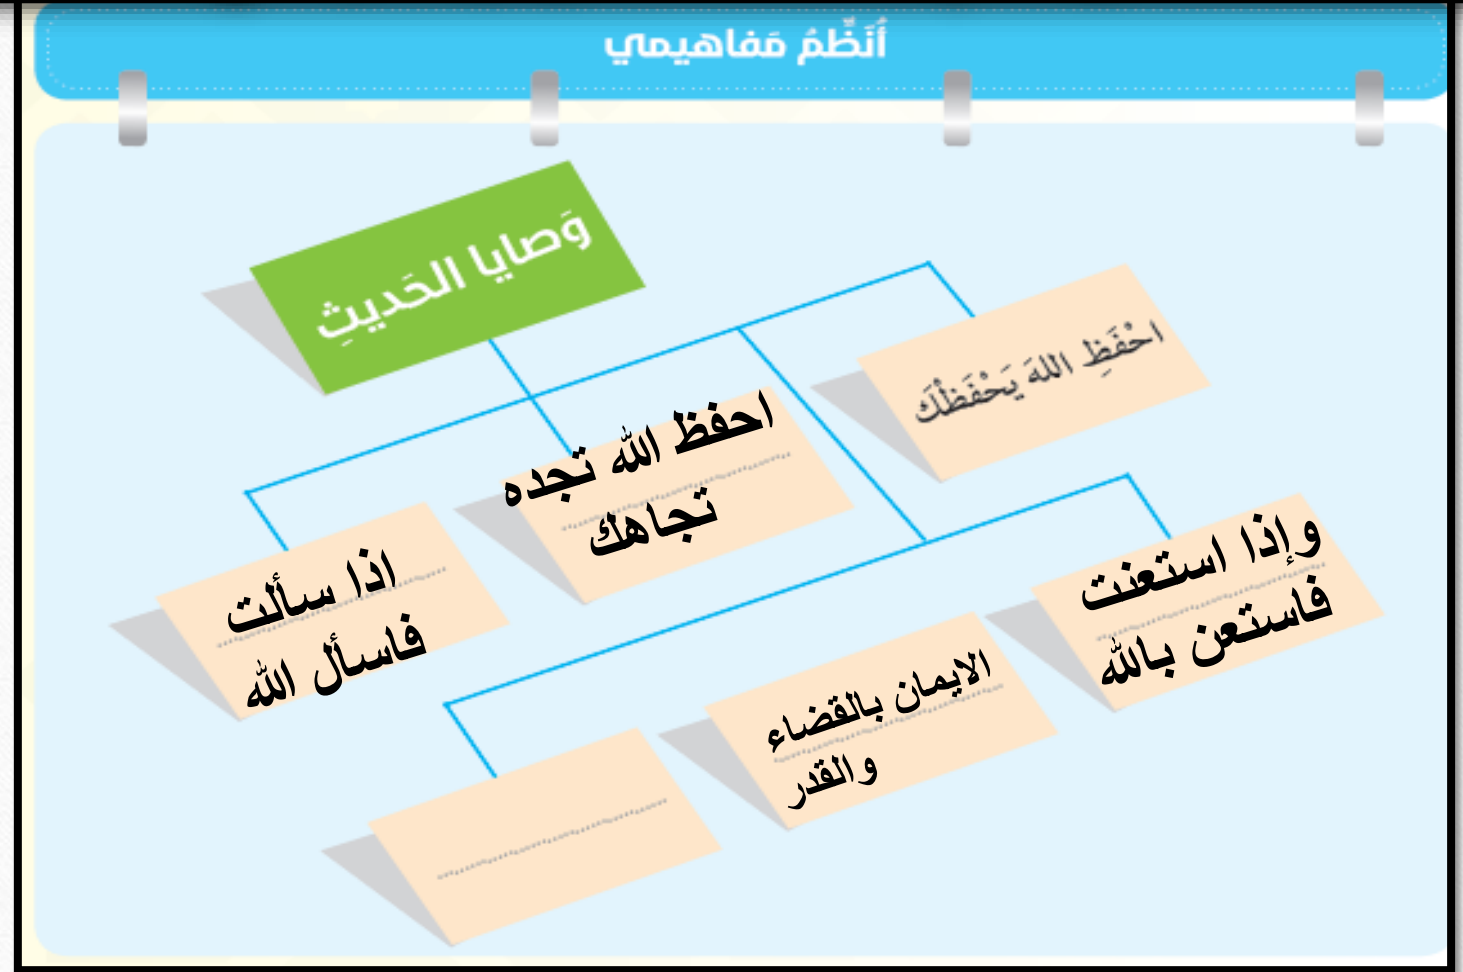 أُنَظِّمُ مَفاهيمي
وَصايا الحَديثِ
احْفَظِ اللهَ يَحْفَظْكَ
احفظ الله تجده
تجاهك
اذا سألت
فاسأل الله
وإذا استعنت
فاستعن بالله
الايمان بالقضاء
والقدر